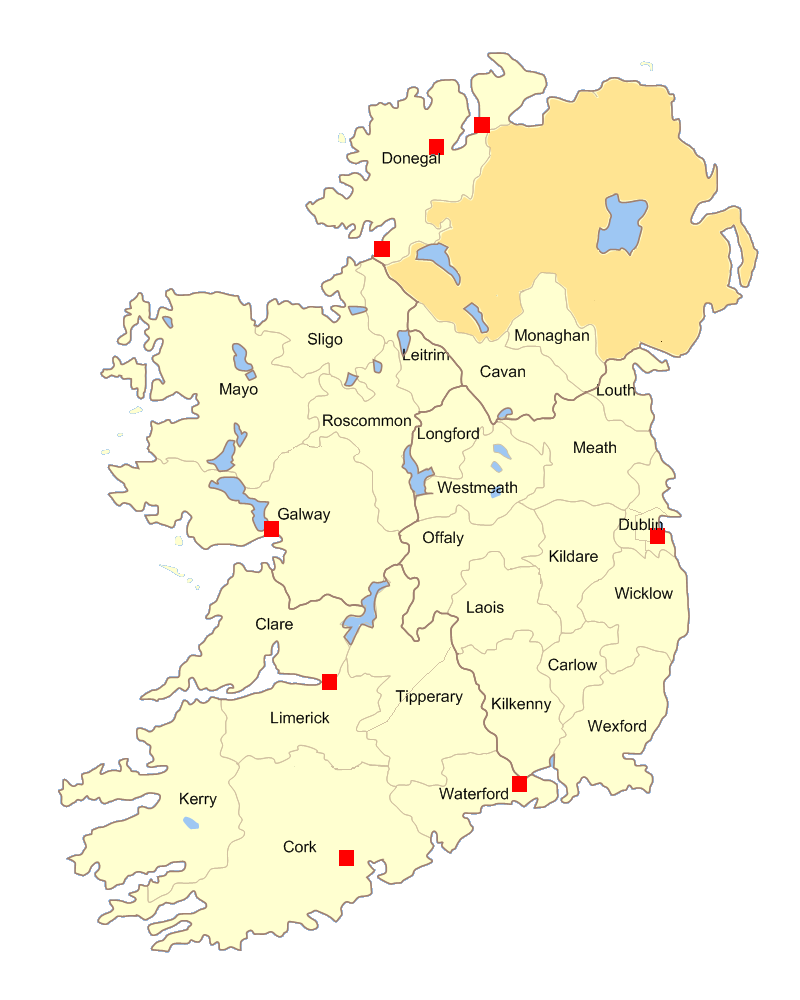 Donegal
Monaghan
Sligo
Leitrim
Cavan
Mayo
Louth
Roscommon
Longford
Meath
Westmeath
Galway
Dublin
Offaly
Kildare
Wicklow
Laois
Clare
Carlow
Tipperary
Kilkenny
Limerick
Wexford
Waterford
Kerry
Cork